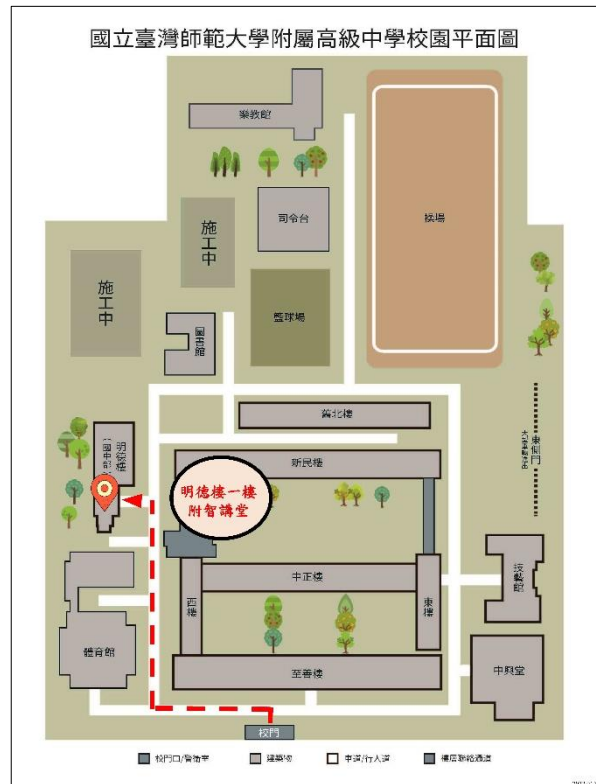 國立臺灣師範大學附屬高級中學校園平面圖
樂教館
司令台
操場
施工中
施工中
籃球場
圖書館
舊北樓
明德樓
(國中部)
新民樓
東側門
明德樓一樓
附智講堂
西樓
中正樓
東樓
技藝館
體育館
至善樓
中興堂
校門
校門口/警衛室
建築物
車道/行人道
樓層聯絡通道